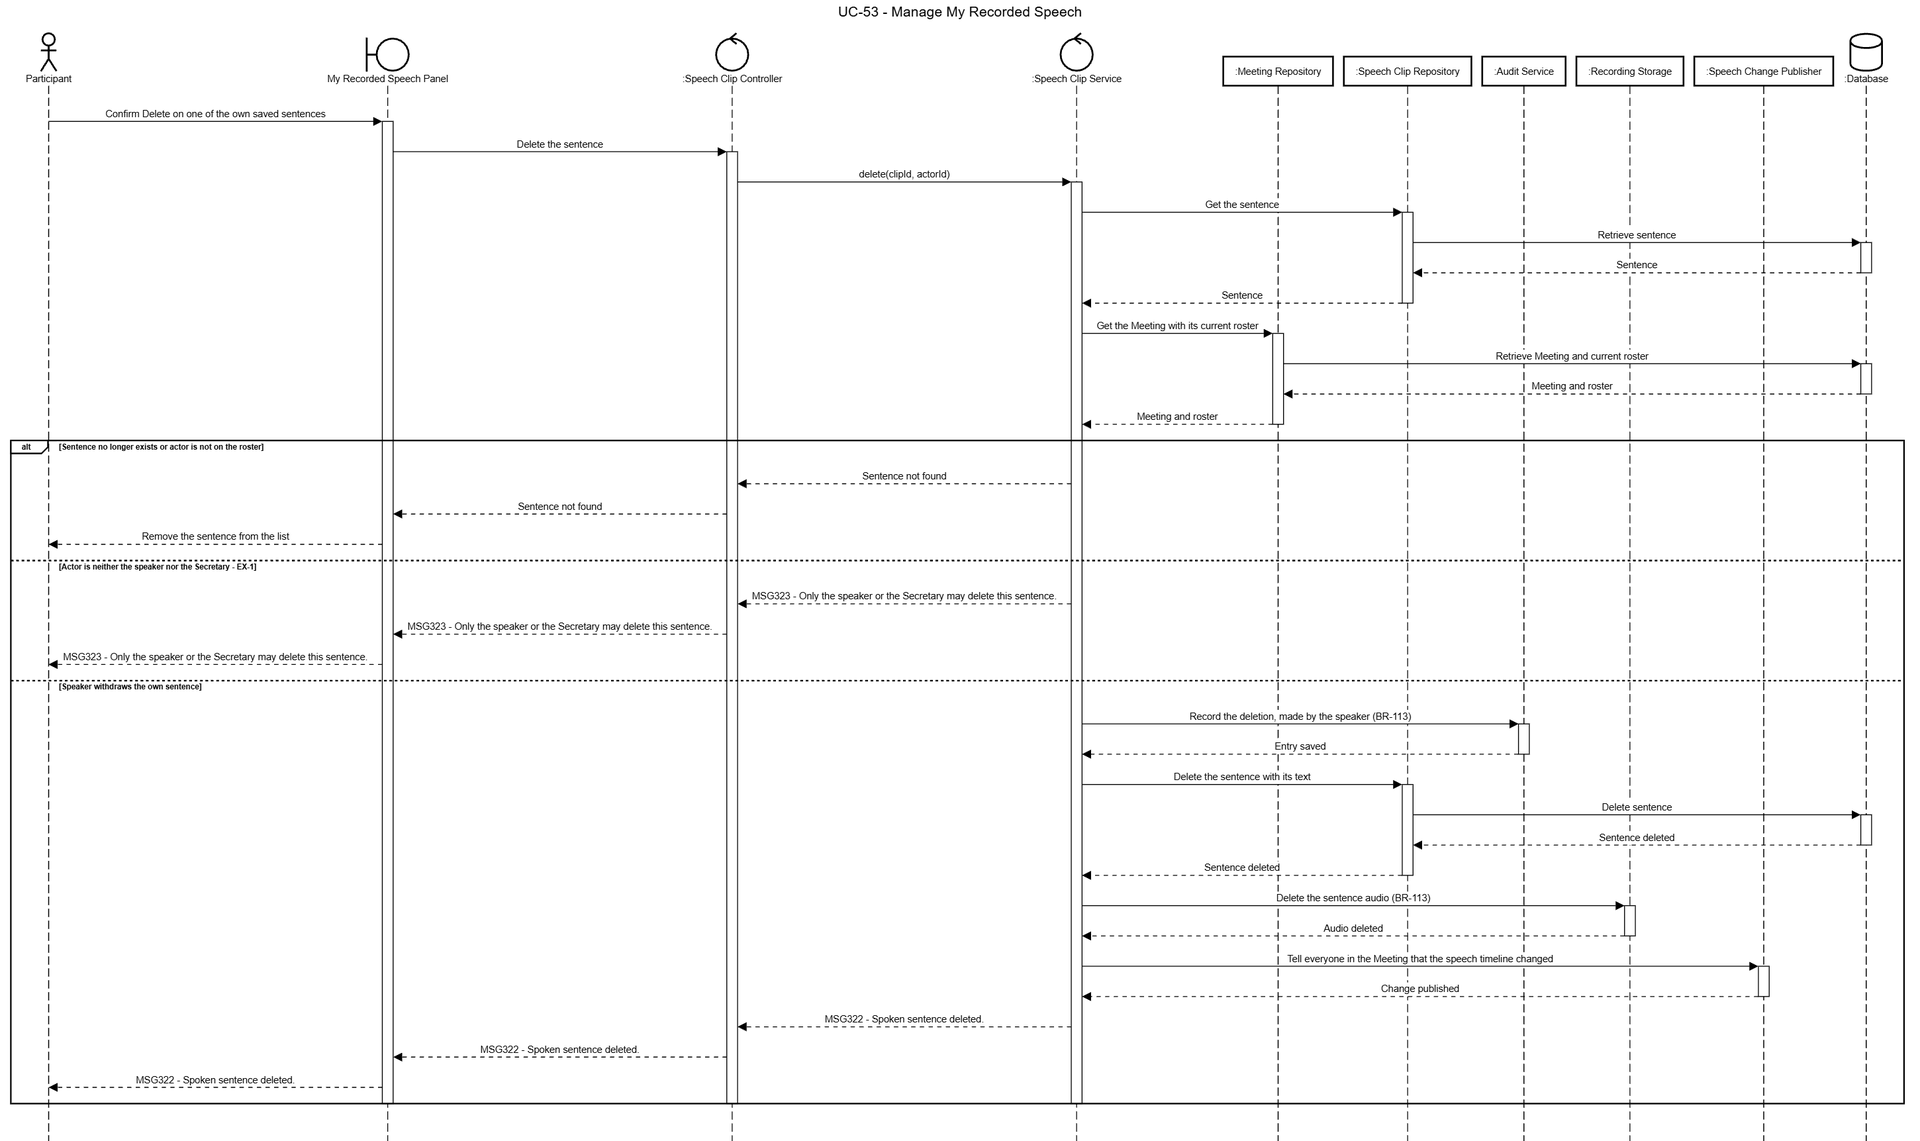 UC-53 - Manage My Recorded Speech
Participant
My Recorded Speech Panel
:Speech Clip Controller
:Speech Clip Service
:Meeting Repository
:Speech Clip Repository
:Audit Service
:Recording Storage
:Speech Change Publisher
:Database
Confirm Delete on one of the own saved sentences
Delete the sentence
delete(clipId, actorId)
Get the sentence
Retrieve sentence
Sentence
Sentence
Get the Meeting with its current roster
Retrieve Meeting and current roster
Meeting and roster
Meeting and roster
alt
[Sentence no longer exists or actor is not on the roster]
Sentence not found
Sentence not found
Remove the sentence from the list
[Actor is neither the speaker nor the Secretary - EX-1]
MSG323 - Only the speaker or the Secretary may delete this sentence.
MSG323 - Only the speaker or the Secretary may delete this sentence.
MSG323 - Only the speaker or the Secretary may delete this sentence.
[Speaker withdraws the own sentence]
Record the deletion, made by the speaker (BR-113)
Entry saved
Delete the sentence with its text
Delete sentence
Sentence deleted
Sentence deleted
Delete the sentence audio (BR-113)
Audio deleted
Tell everyone in the Meeting that the speech timeline changed
Change published
MSG322 - Spoken sentence deleted.
MSG322 - Spoken sentence deleted.
MSG322 - Spoken sentence deleted.